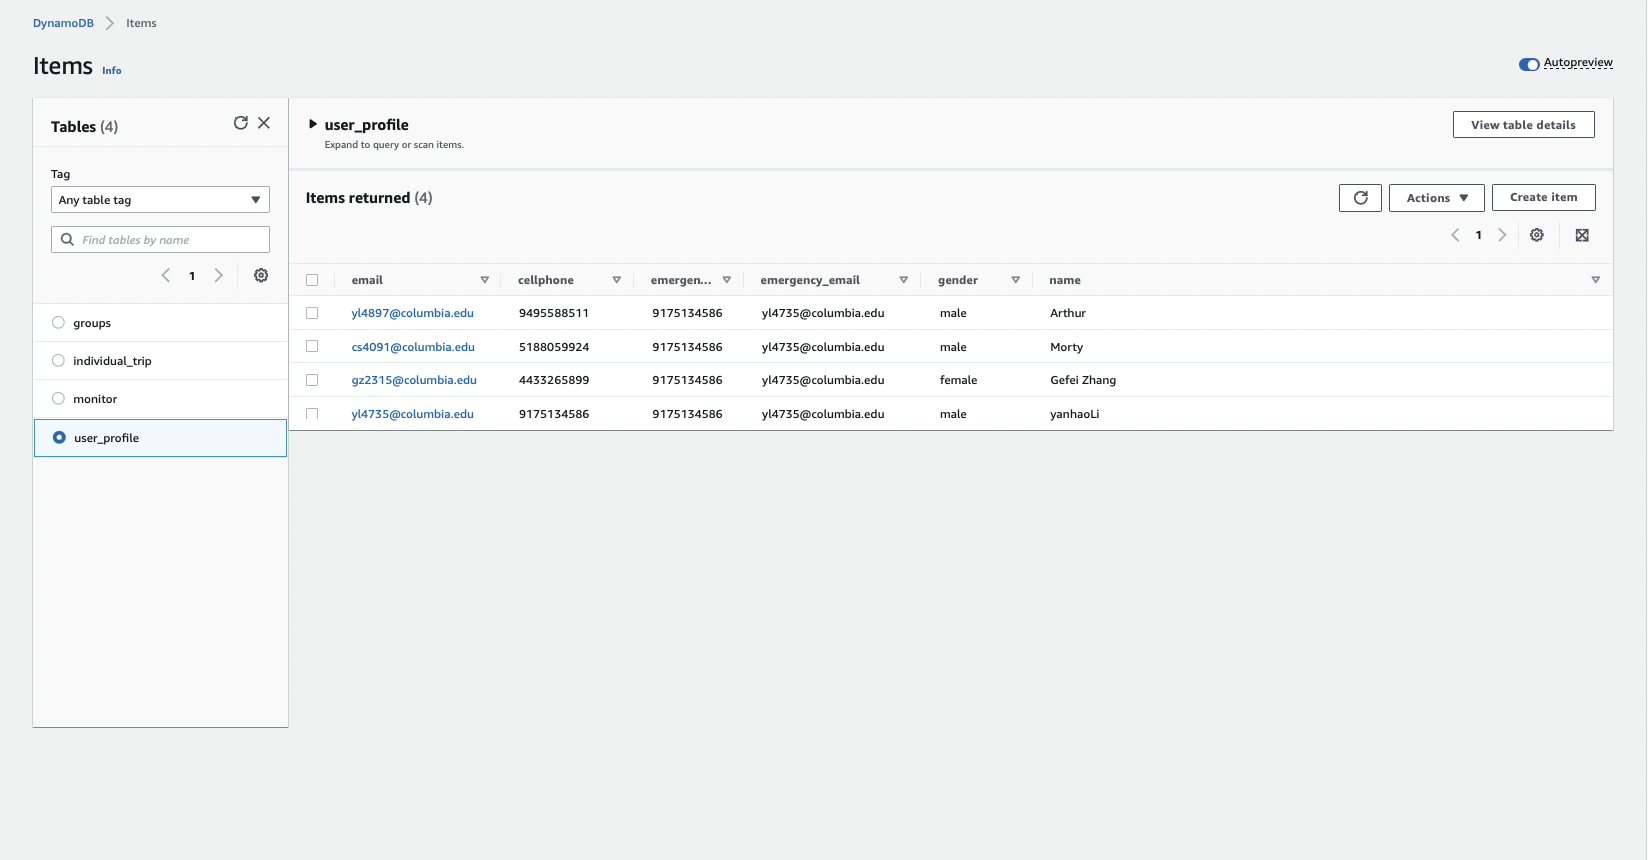 DynamoDB > Items
Items Info
Autopreview
Tables (4)
Tag
Any table tag
Find tables by name
1
groups
individual_trip
monitor
user_profile
user_profile
Expand to query or scan items.
View table details
Items returned (4)
Actions
Create item
1
email cellphone emergen... emergency_email gender name
yl4897@columbia.edu 9495588511 9175134586 yl4735@columbia.edu male Arthur
cs4091@columbia.edu 5188059924 9175134586 yl4735@columbia.edu male Morty
gz2315@columbia.edu 4433265899 9175134586 yl4735@columbia.edu female Gefei Zhang
yl4735@columbia.edu 9175134586 9175134586 yl4735@columbia.edu male yanhaoLi